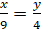 x/9 = y/4